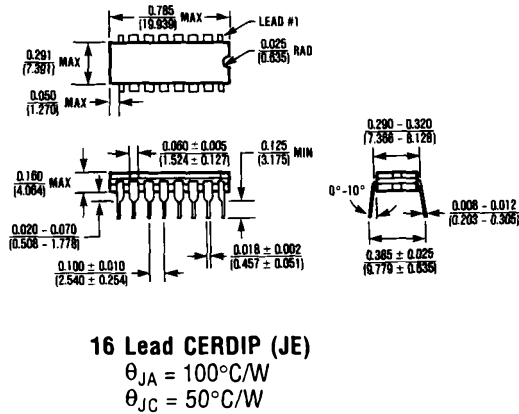 0.785
(19.939) MAX
LEAD #1
0.291
(7.391) MAX
0.025
(0.635) RAD
0.050
(1.270) MAX
0.060 ± 0.005
(1.524 ± 0.127)
0.125
(3.175) MIN
0.290 - 0.320
(7.366 - 8.128)
0.160
(4.064) MAX
0°-10°
0.020 - 0.070
(0.508 - 1.778)
0.008 - 0.012
(0.203 - 0.305)
0.018 ± 0.002
(0.457 ± 0.051)
0.100 ± 0.010
(2.540 ± 0.254)
0.385 ± 0.025
(9.779 ± 0.635)
16 Lead CERDIP (JE)
θJA = 100°C/W
θJC = 50°C/W